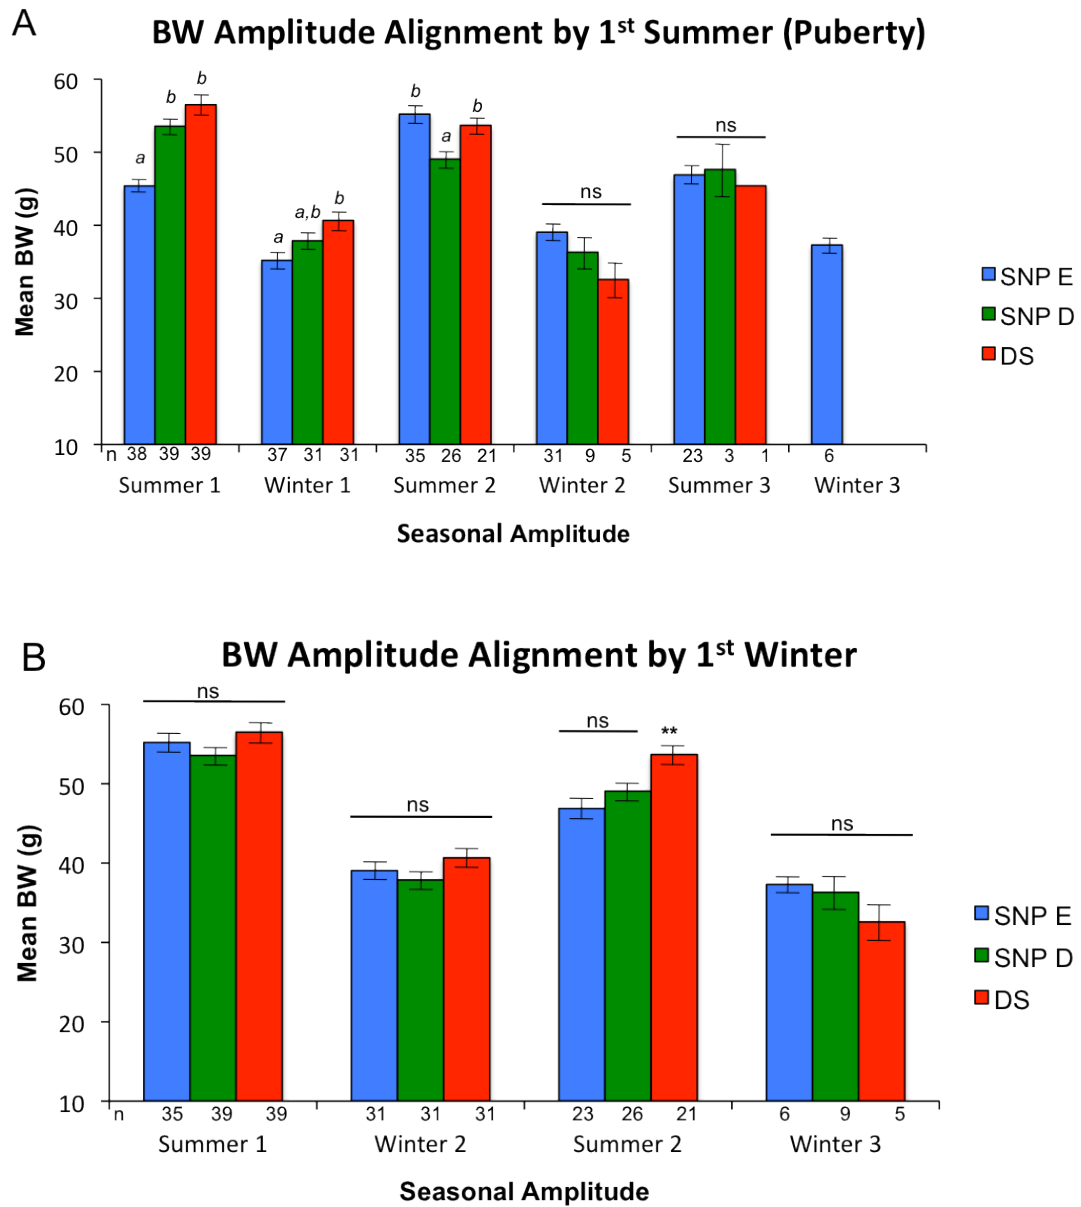 A
BW Amplitude Alignment by 1st Summer (Puberty)
Mean BW (g)
60
50
40
30
20
10
a b b
a a,b b
b a b
ns
ns
n 38 39 39 37 31 31 35 26 21 31 9 5 23 3 1 6
Summer 1 Winter 1 Summer 2 Winter 2 Summer 3 Winter 3
Seasonal Amplitude
SNP E
SNP D
DS
B
BW Amplitude Alignment by 1st Winter
Mean BW (g)
60
50
40
30
20
10
ns
ns
ns **
ns
n 35 39 39 31 31 31 23 26 21 6 9 5
Summer 1 Winter 2 Summer 2 Winter 3
Seasonal Amplitude
SNP E
SNP D
DS